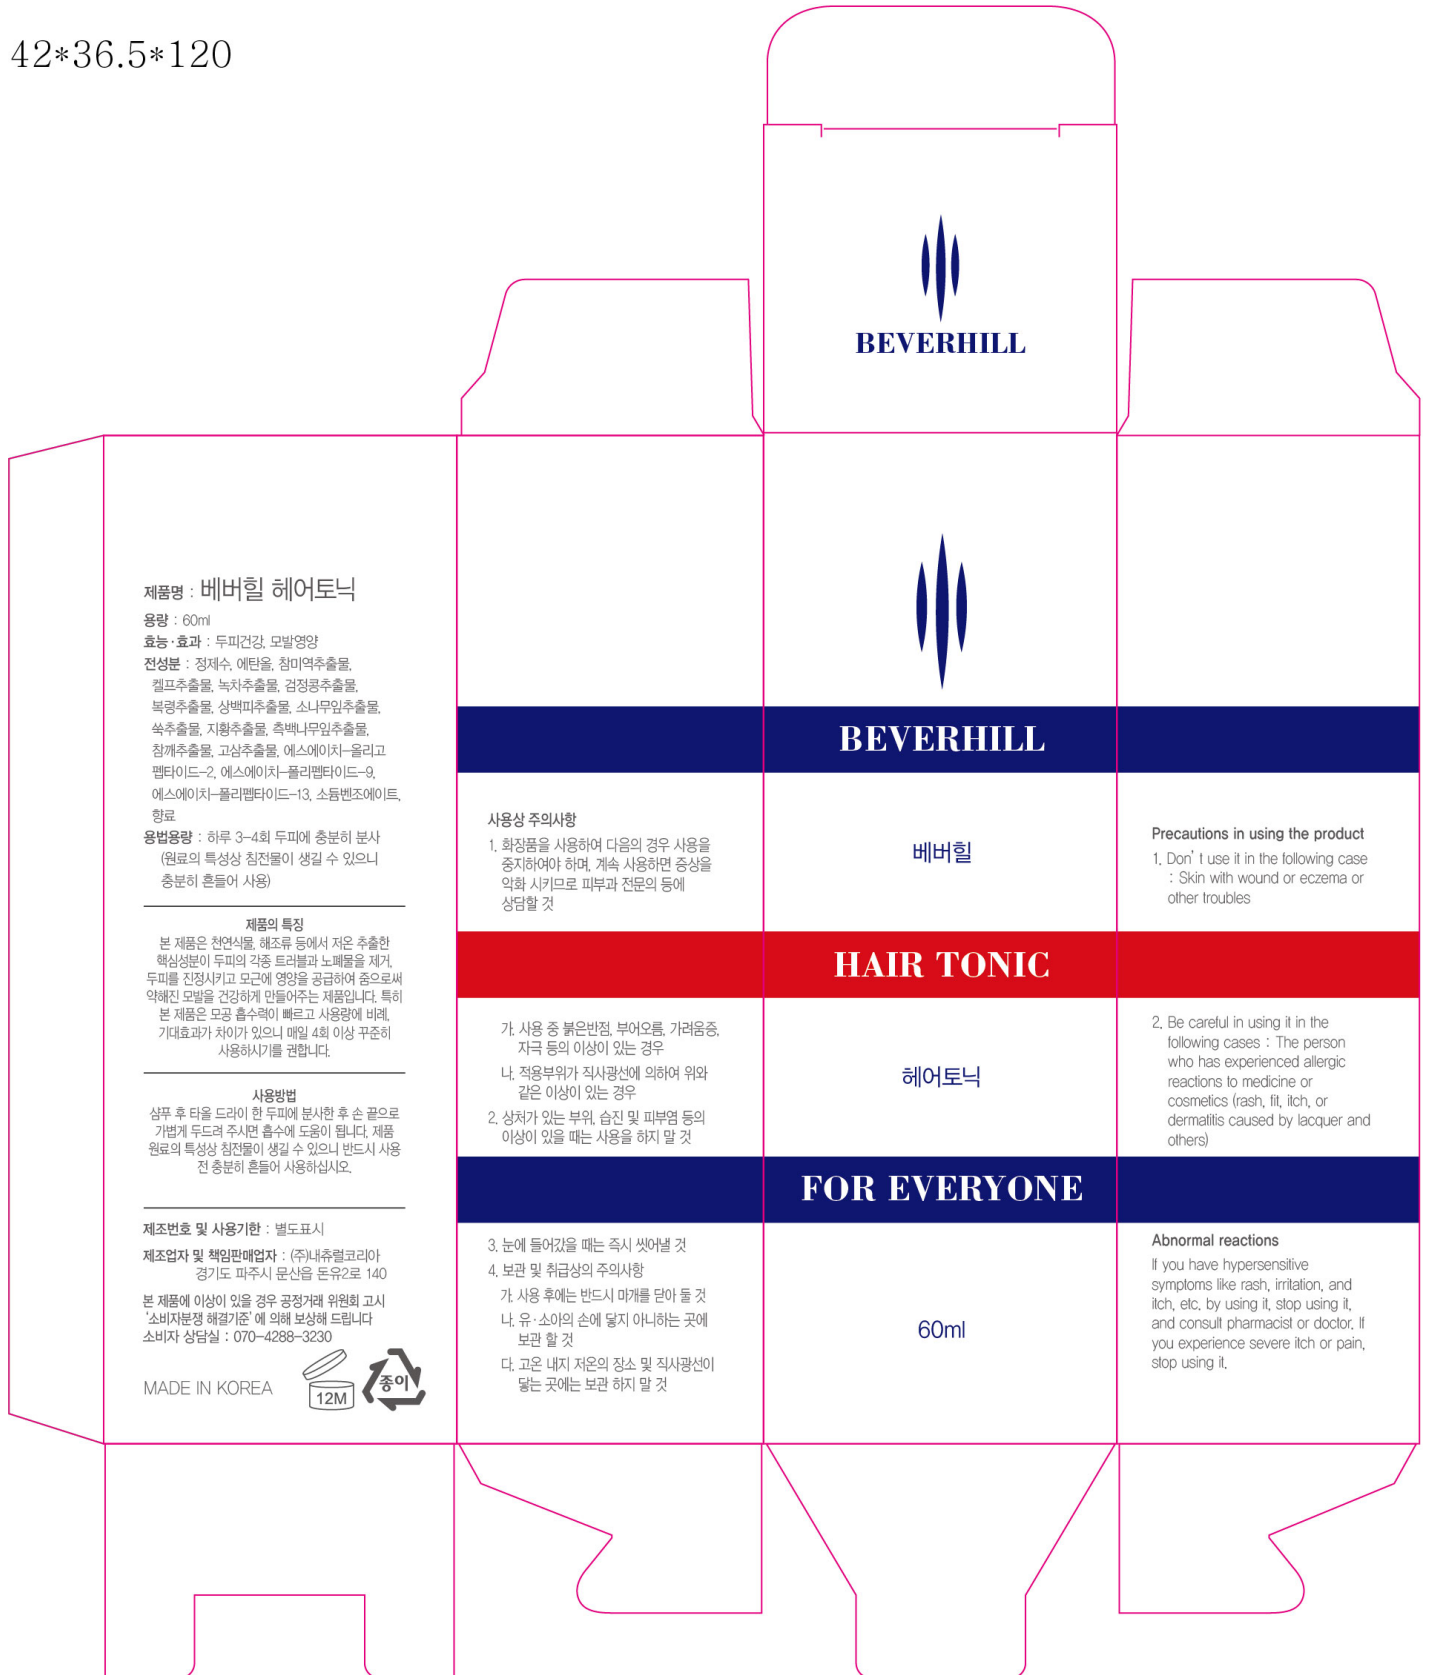 42*36.5*120
BEVERHILL
제품명 : 베버힐 헤어토닉
용량 : 60ml
효능·효과 : 두피건강, 모발영양
전성분 : 정제수, 에탄올, 참미역추출물,
켈프추출물, 녹차추출물, 검정콩추출물,
복령추출물, 상백피추출물, 소나무잎추출물,
쑥추출물, 지황추출물, 측백나무잎추출물,
참깨추출물, 고삼추출물, 에스에이치-올리고
펩타이드-2, 에스에이치-폴리펩타이드-9,
에스에이치-폴리펩타이드-13, 소듐벤조에이트,
향료
용법용량 : 하루 3-4회 두피에 충분히 분사
(원료의 특성상 침전물이 생길 수 있으니
충분히 흔들어 사용)
제품의 특징
본 제품은 천연식물, 해조류 등에서 저온 추출한
핵심성분이 두피의 각종 트러블과 노폐물을 제거,
두피를 진정시키고 모근에 영양을 공급하여 줌으로써
약해진 모발을 건강하게 만들어주는 제품입니다. 특히
본 제품은 모공 흡수력이 빠르고 사용량에 비례,
기대효과가 차이가 있으니 매일 4회 이상 꾸준히
사용하시기를 권합니다.
사용방법
샴푸 후 타올 드라이 한 두피에 분사한 후 손 끝으로
가볍게 두드려 주시면 흡수에 도움이 됩니다. 제품
원료의 특성상 침전물이 생길 수 있으니 반드시 사용
전 충분히 흔들어 사용하십시오.
제조번호 및 사용기한 : 별도표시
제조업자 및 책임판매업자 : (주)내츄럴코리아
경기도 파주시 문산읍 돈유2로 140
본 제품에 이상이 있을 경우 공정거래 위원회 고시
'소비자분쟁 해결기준' 에 의해 보상해 드립니다
소비자 상담실 : 070-4288-3230
MADE IN KOREA
12M
종이
사용상 주의사항
1. 화장품을 사용하여 다음의 경우 사용을
중지하여야 하며, 계속 사용하면 증상을
악화 시키므로 피부과 전문의 등에
상담할 것
가. 사용 중 붉은반점, 부어오름, 가려움증,
자극 등의 이상이 있는 경우
나. 적용부위가 직사광선에 의하여 위와
같은 이상이 있는 경우
2. 상처가 있는 부위, 습진 및 피부염 등의
이상이 있을 때는 사용을 하지 말 것
3. 눈에 들어갔을 때는 즉시 씻어낼 것
4. 보관 및 취급상의 주의사항
가. 사용 후에는 반드시 마개를 닫아 둘 것
나. 유·소아의 손에 닿지 아니하는 곳에
보관 할 것
다. 고온 내지 저온의 장소 및 직사광선이
닿는 곳에는 보관 하지 말 것
BEVERHILL
베버힐
HAIR TONIC
헤어토닉
FOR EVERYONE
60ml
Precautions in using the product
1. Don' t use it in the following case
: Skin with wound or eczema or
other troubles
2. Be careful in using it in the
following cases : The person
who has experienced allergic
reactions to medicine or
cosmetics (rash, fit, itch, or
dermatitis caused by lacquer and
others)
Abnormal reactions
If you have hypersensitive
symptoms like rash, irritation, and
itch, etc. by using it, stop using it,
and consult pharmacist or doctor. If
you experience severe itch or pain,
stop using it.